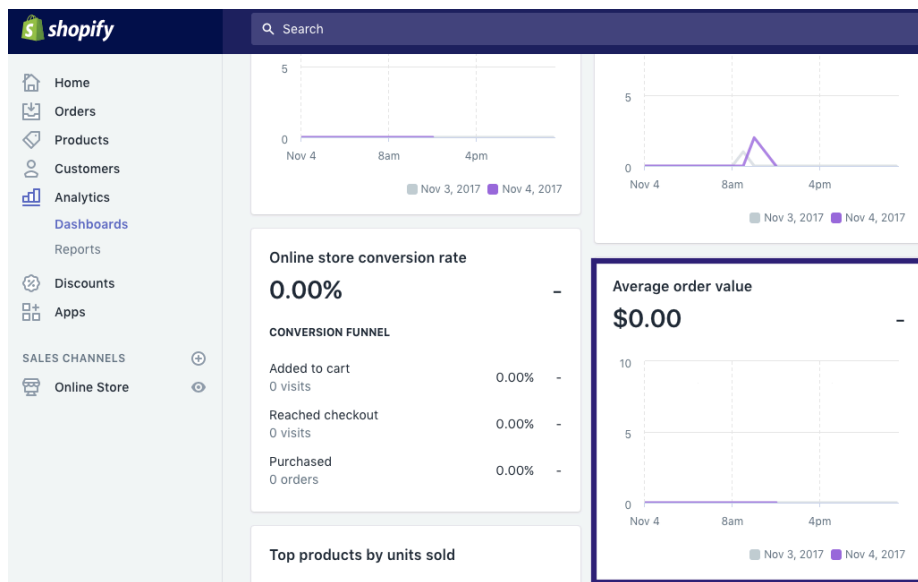 shopify
Search
Home
Orders
Products
Customers
Analytics
Dashboards
Reports
Discounts
Apps
SALES CHANNELS
Online Store
5
0
Nov 4 8am 4pm
Nov 3, 2017 Nov 4, 2017
5
0
Nov 4 8am 4pm
Nov 3, 2017 Nov 4, 2017
Online store conversion rate
0.00% -
CONVERSION FUNNEL
Added to cart
0 visits
0.00% -
Reached checkout
0 visits
0.00% -
Purchased
0 orders
0.00% -
Average order value
$0.00 -
10
5
0
Nov 4 8am 4pm
Nov 3, 2017 Nov 4, 2017
Top products by units sold